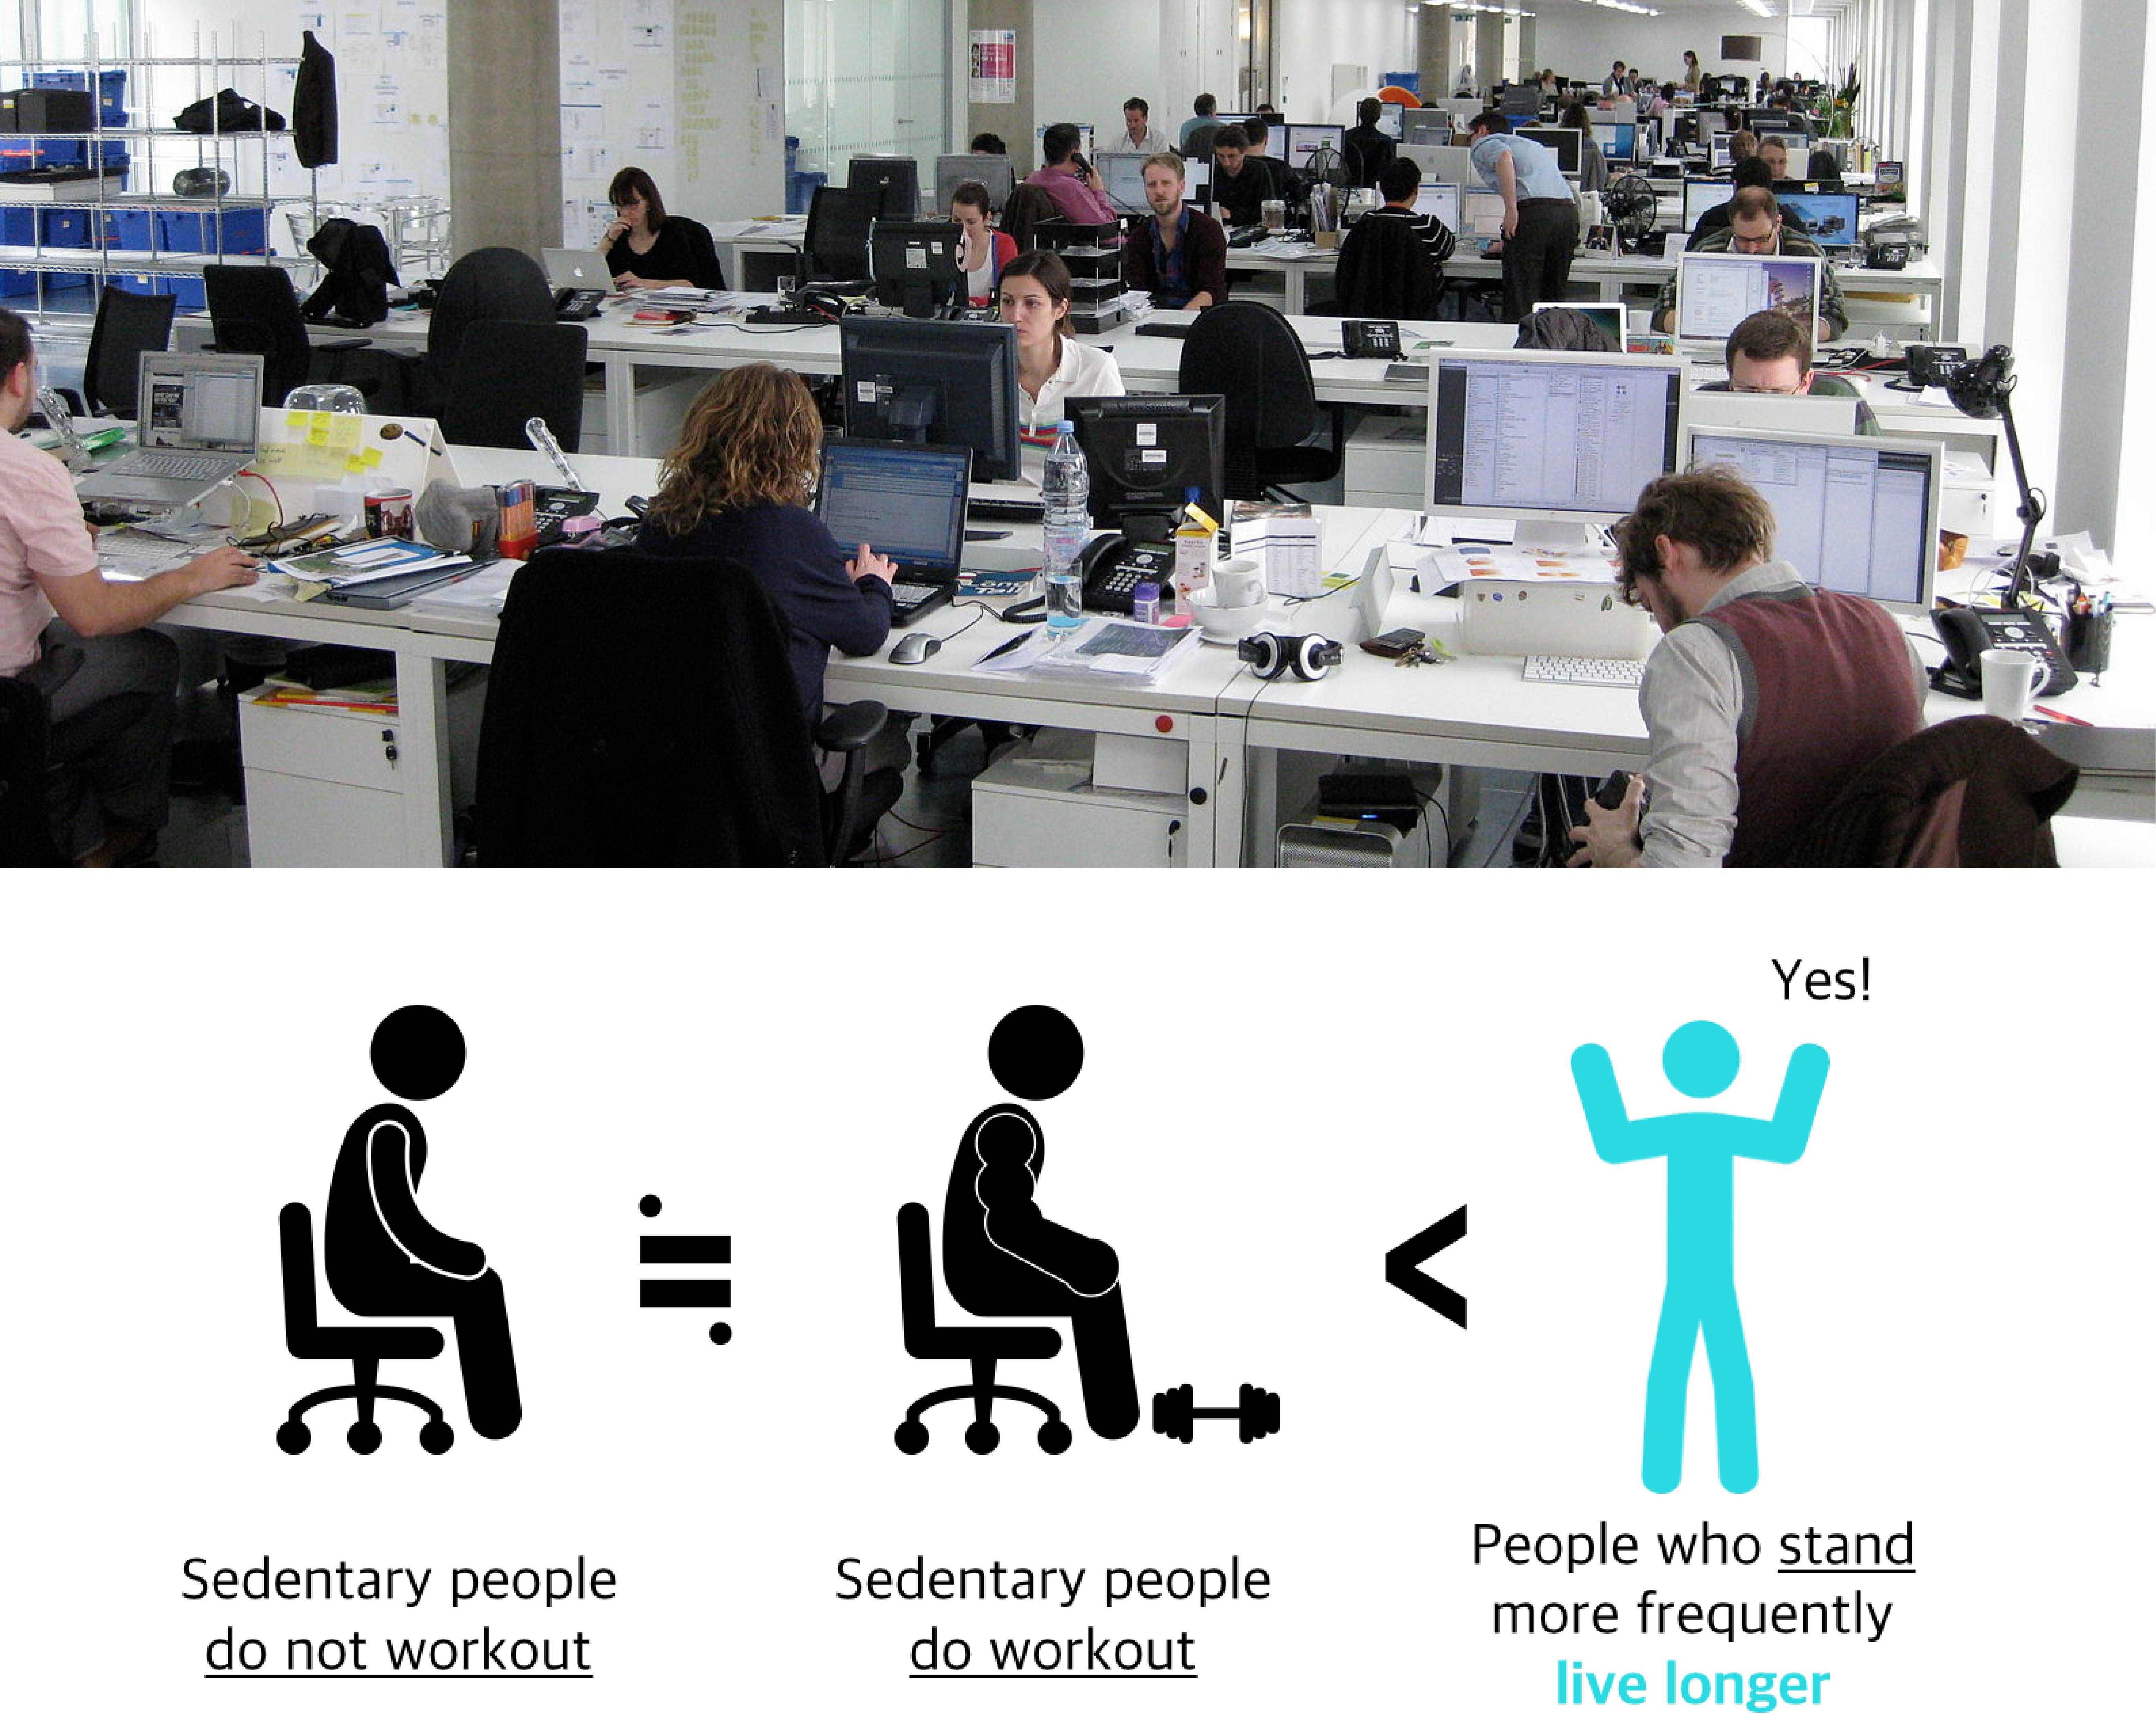 Yes!
Sedentary people
do not workout
Sedentary people
do workout
People who stand
more frequently
live longer